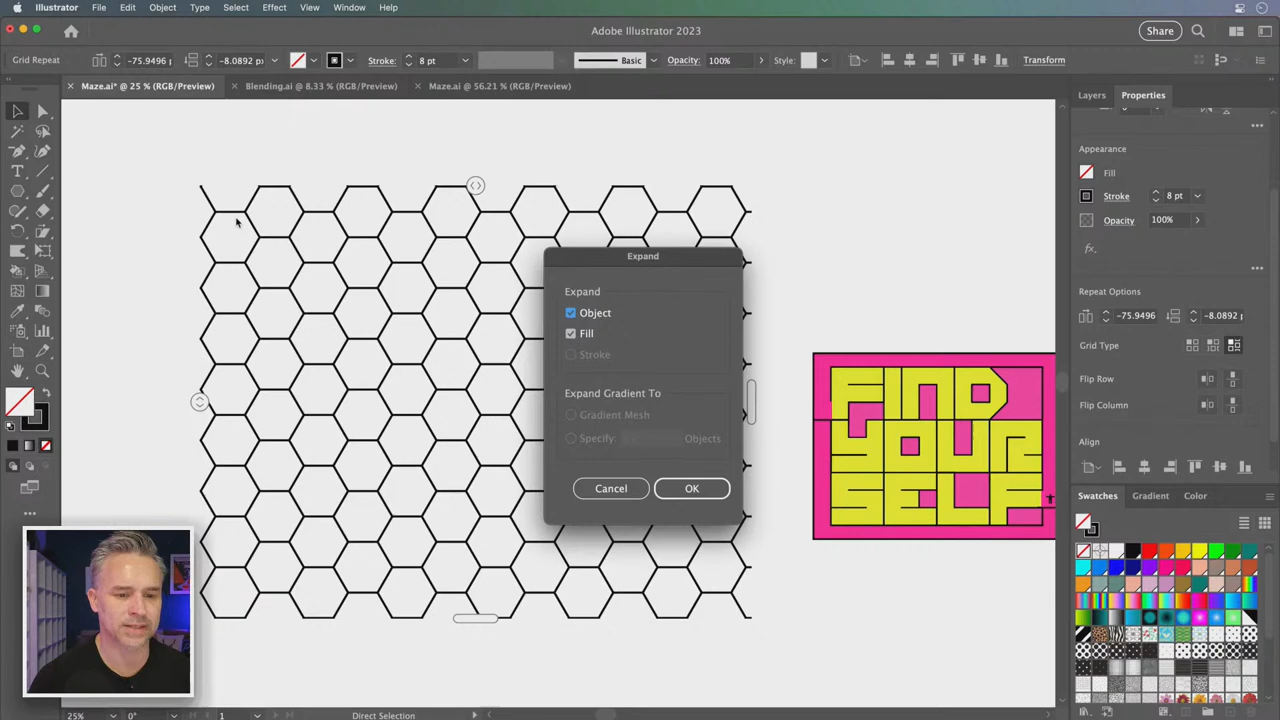 Illustrator File Edit Object Type Select Effect View Window Help
Adobe Illustrator 2023
Share
Grid Repeat
-75.9496 p
-8.0892 px
Stroke:
8 pt
Basic
Opacity:
100%
Style:
Transform
Maze.ai* @ 25 % (RGB/Preview)
Blending.ai @ 8.33 % (RGB/Preview)
Maze.ai @ 56.21 % (RGB/Preview)
Layers
Properties
Appearance
Fill
Stroke
8 pt
Opacity
100%
fx.
Repeat Options
-75.9496
-8.0892 p
Grid Type
Flip Row
Flip Column
Align
Swatches
Gradient
Color
Expand
Expand
Object
Fill
Stroke
Expand Gradient To
Gradient Mesh
Specify:
Objects
Cancel
OK
FIND
YOUR
SELF
25%
0°
1
Direct Selection